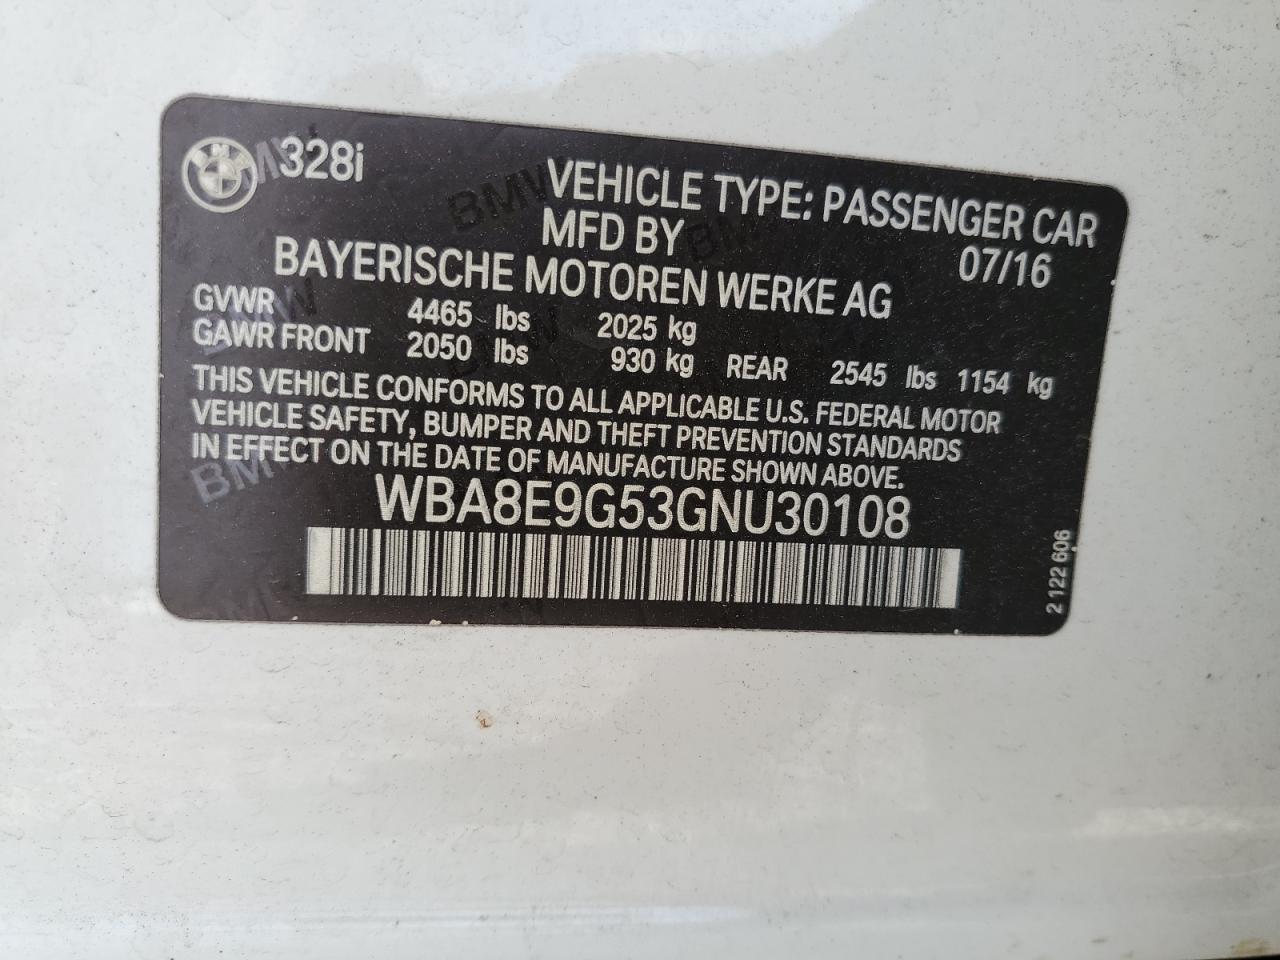 328i
VEHICLE TYPE: PASSENGER CAR
MFD BY 07/16
BAYERISCHE MOTOREN WERKE AG
GVWR 4465 lbs 2025 kg
GAWR FRONT 2050 lbs 930 kg REAR 2545 lbs 1154 kg
THIS VEHICLE CONFORMS TO ALL APPLICABLE U.S. FEDERAL MOTOR
VEHICLE SAFETY, BUMPER AND THEFT PREVENTION STANDARDS
IN EFFECT ON THE DATE OF MANUFACTURE SHOWN ABOVE.
WBA8E9G53GNU30108
2 122 606